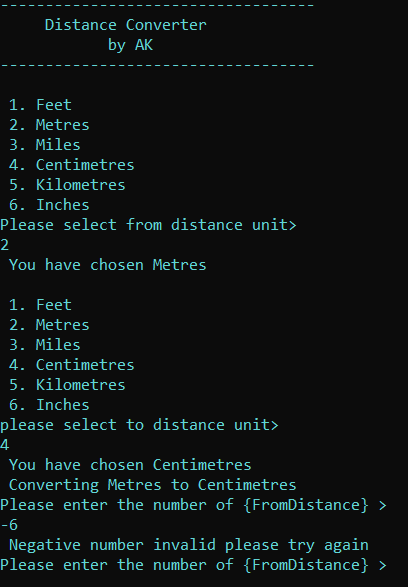 -----------------------------------
Distance Converter
by AK
-----------------------------------
1. Feet
2. Metres
3. Miles
4. Centimetres
5. Kilometres
6. Inches
Please select from distance unit>
2
You have chosen Metres
1. Feet
2. Metres
3. Miles
4. Centimetres
5. Kilometres
6. Inches
please select to distance unit>
4
You have chosen Centimetres
Converting Metres to Centimetres
Please enter the number of {FromDistance} >
-6
Negative number invalid please try again
Please enter the number of {FromDistance} >